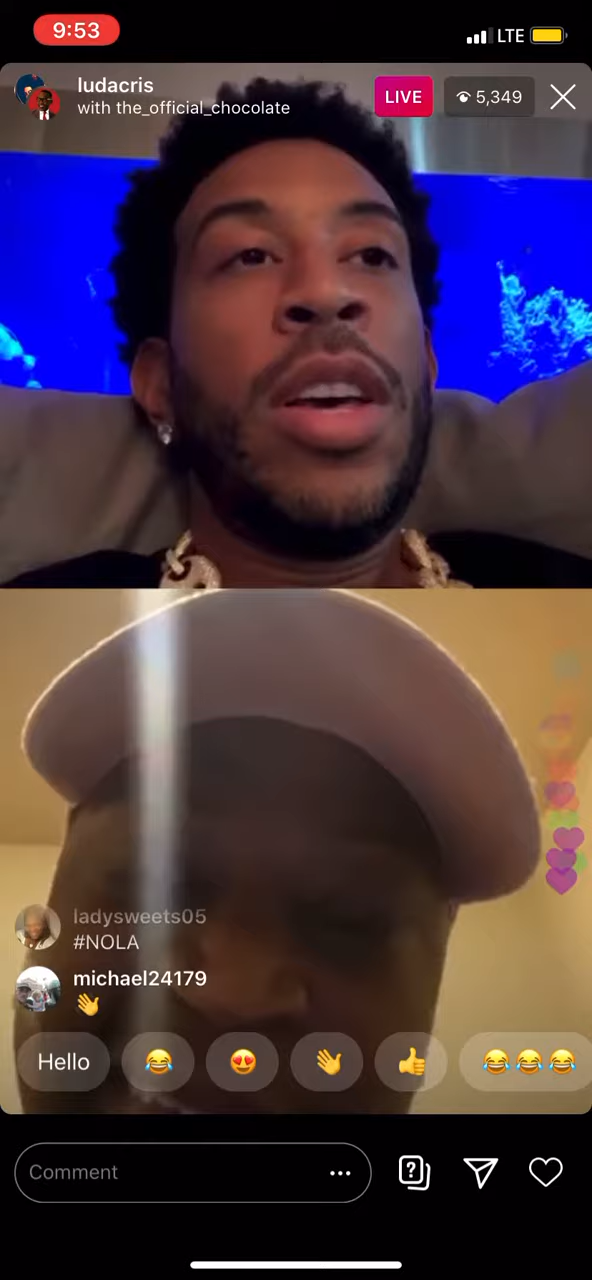 9:53
LTE
ludacris
with the_official_chocolate
LIVE
5,349
ladysweets05
#NOLA
michael24179
👋
Hello
😂
😍
👋
👍
😂😂😂
Comment